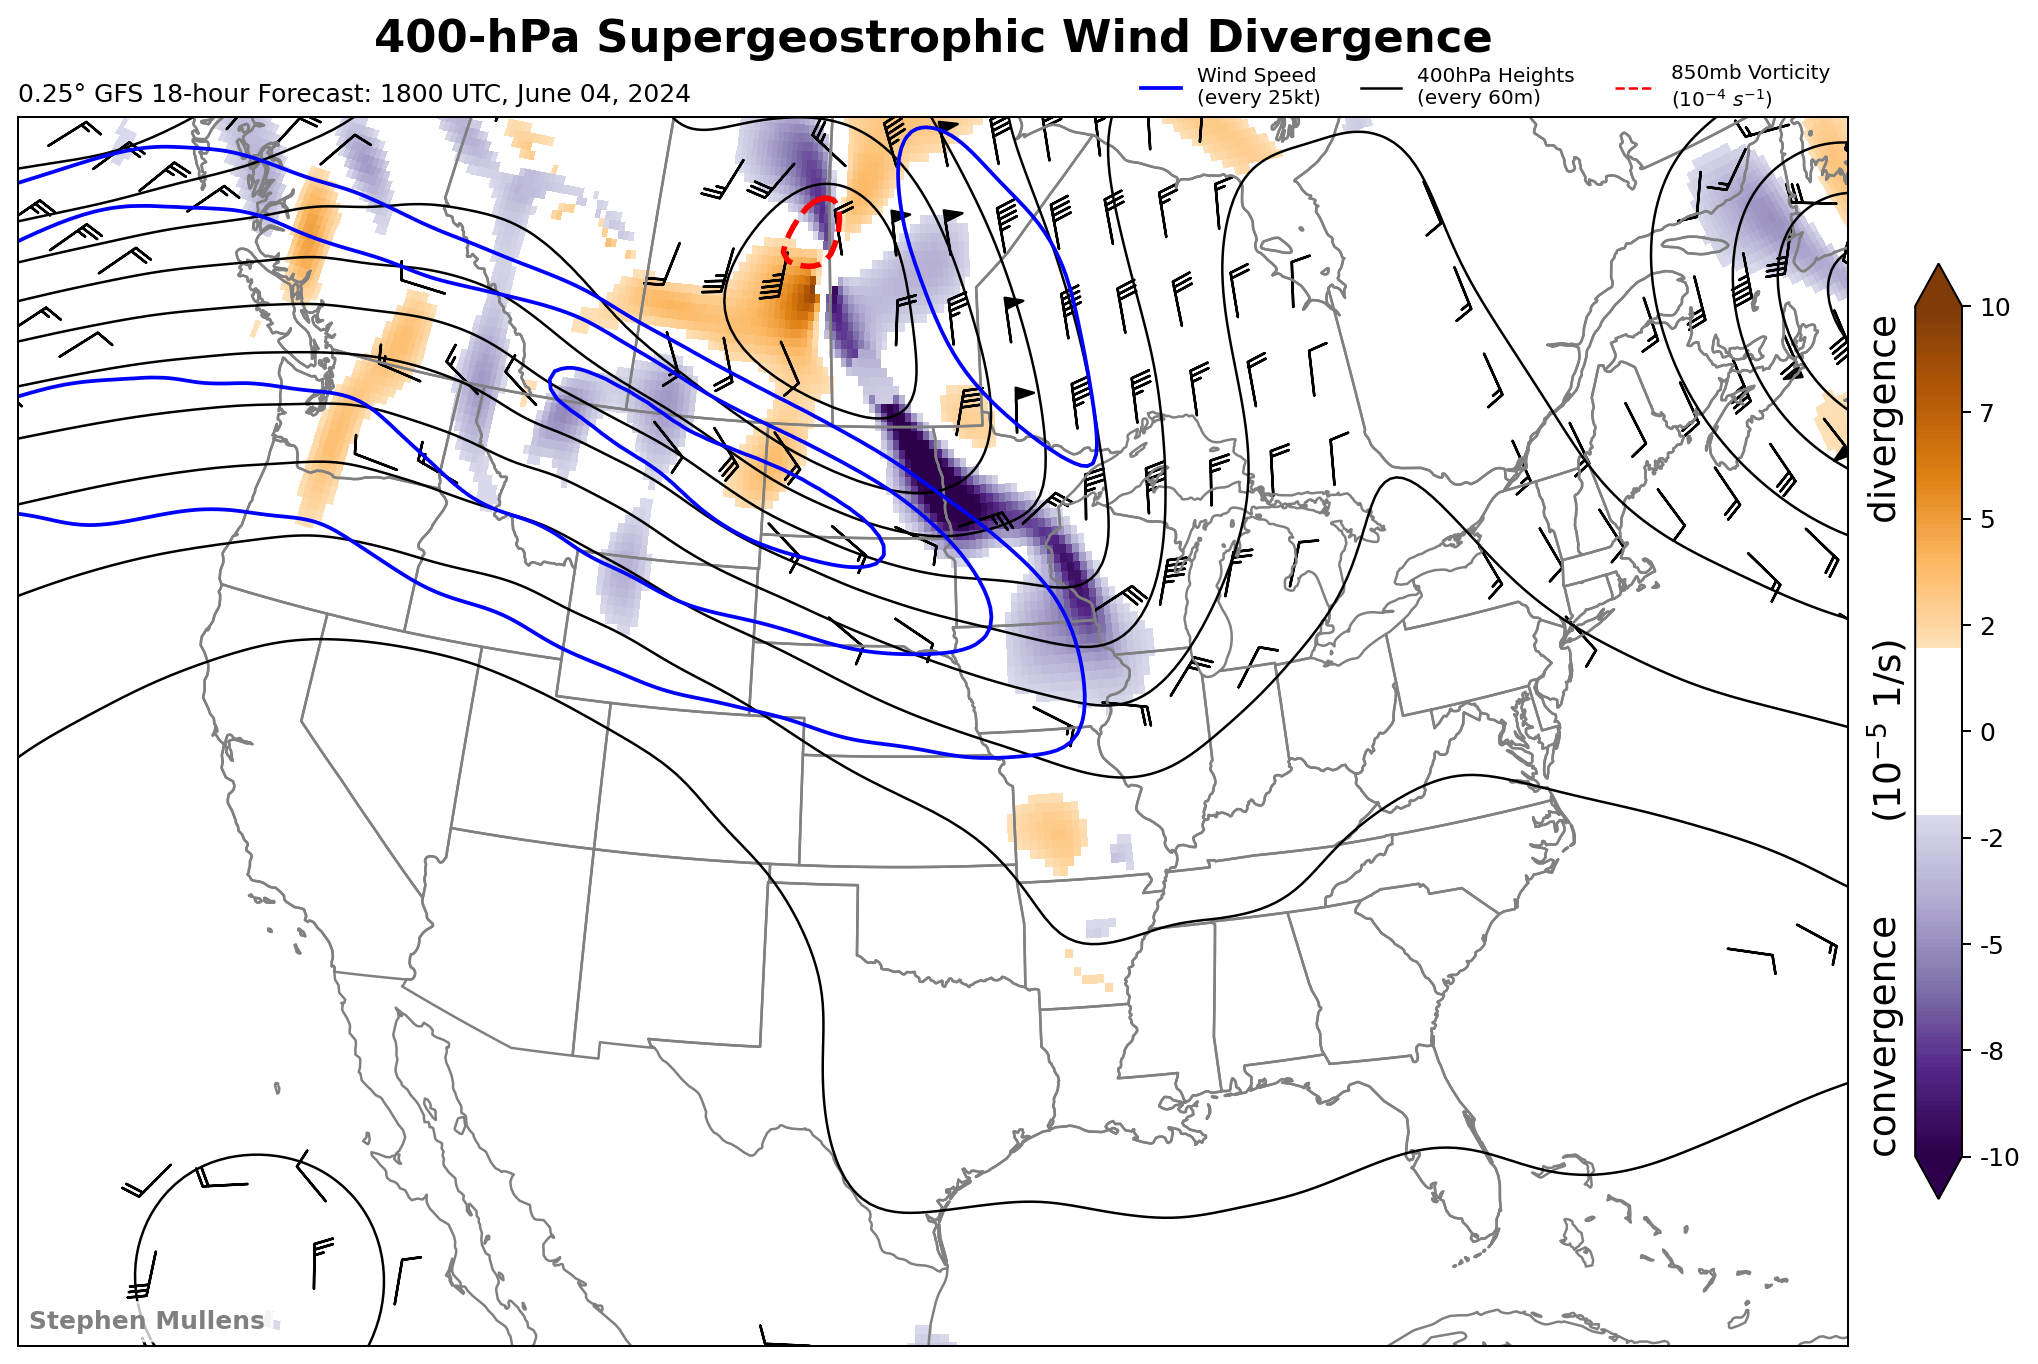 400-hPa Supergeostrophic Wind Divergence
0.25° GFS 18-hour Forecast: 1800 UTC, June 04, 2024
Wind Speed
(every 25kt)
400hPa Heights
(every 60m)
850mb Vorticity
(10⁻⁴ s⁻¹)
10
7
5
2
0
-2
-5
-8
-10
convergence (10⁻⁵ 1/s) divergence
Stephen Mullens